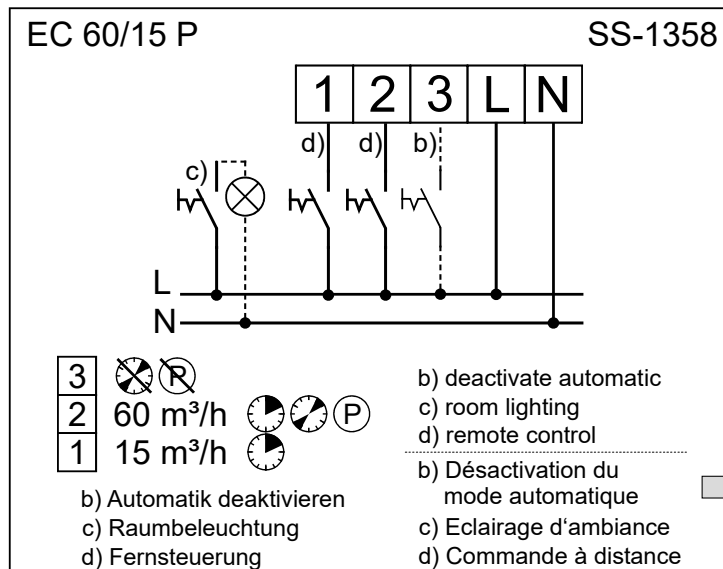 EC 60/15 P SS-1358
1 2 3 L N
d) d) b)
c)
L
N
3 P
2 60 m³/h P
1 15 m³/h
b) Automatik deaktivieren
c) Raumbeleuchtung
d) Fernsteuerung
b) deactivate automatic
c) room lighting
d) remote control
b) Désactivation du
mode automatique
c) Eclairage d‘ambiance
d) Commande à distance